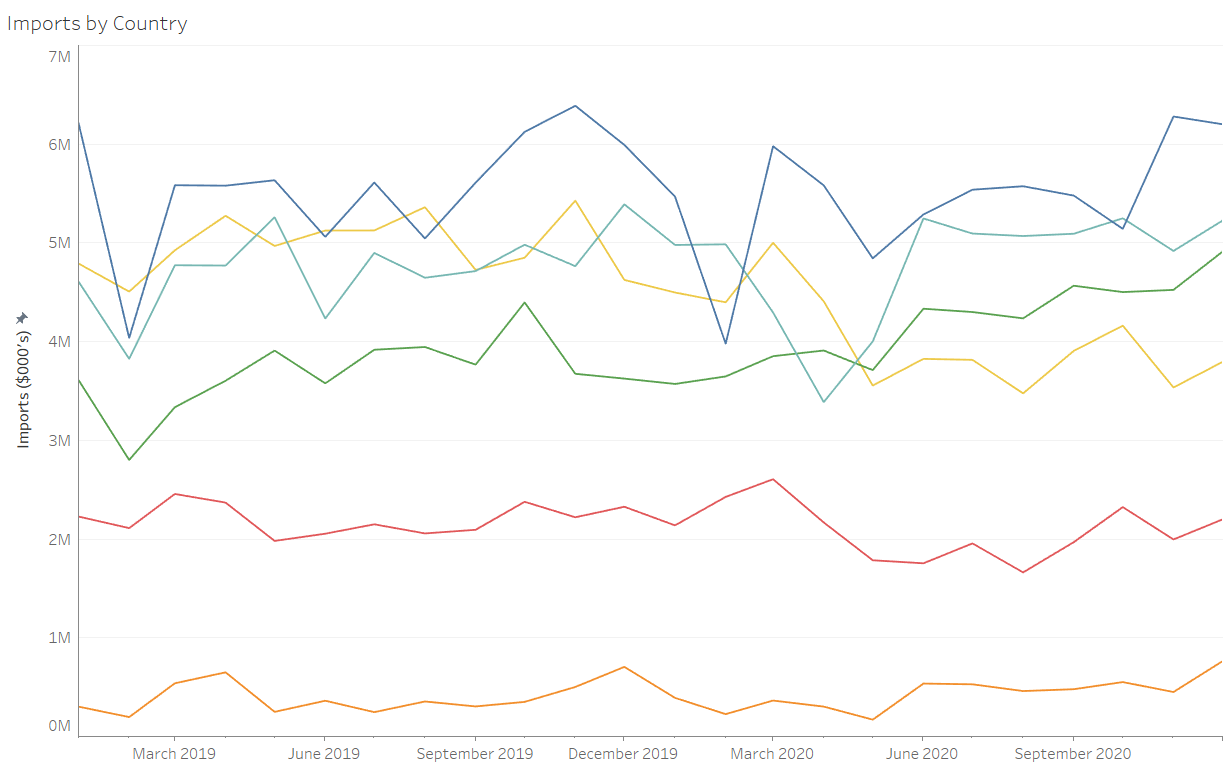 Imports by Country
7M
6M
5M
4M
3M
2M
1M
0M
Imports ($000's)
March 2019
June 2019
September 2019
December 2019
March 2020
June 2020
September 2020